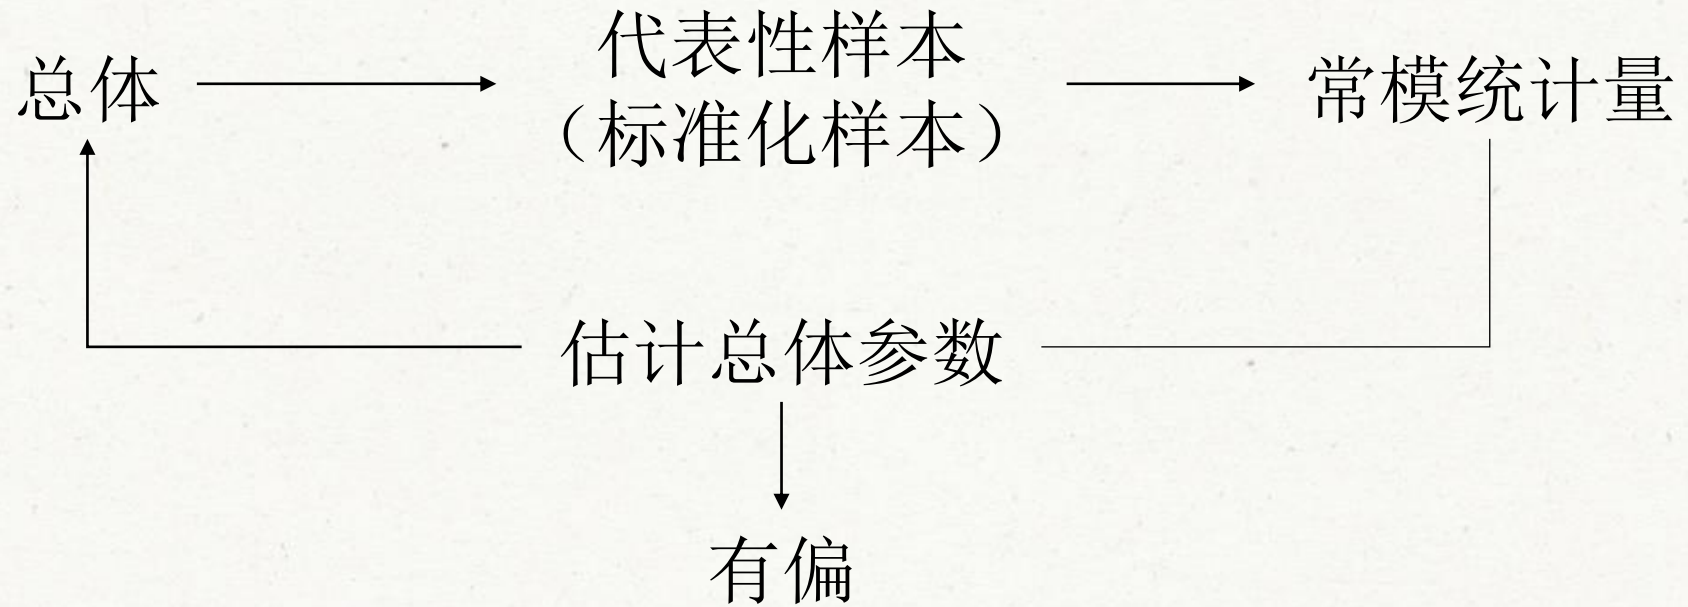 总体
代表性样本
（标准化样本）
常模统计量
估计总体参数
有偏